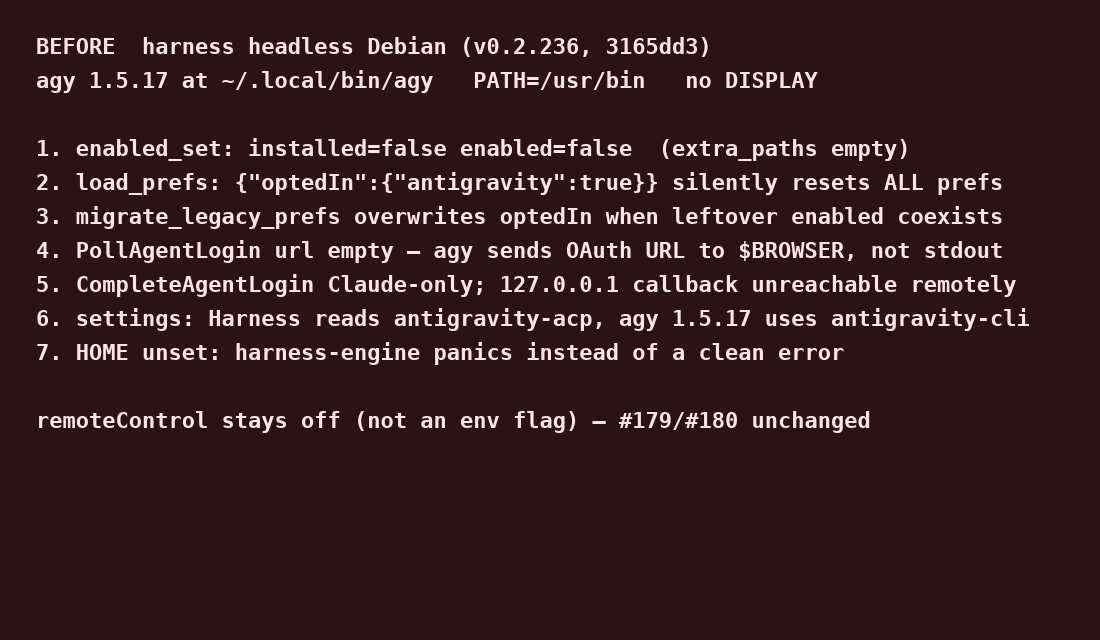 BEFORE  harness headless Debian (v0.2.236, 3165dd3)
agy 1.5.17 at ~/.local/bin/agy   PATH=/usr/bin   no DISPLAY
1. enabled_set: installed=false enabled=false  (extra_paths empty)
2. load_prefs: {"optedIn":{"antigravity":true}} silently resets ALL prefs
3. migrate_legacy_prefs overwrites optedIn when leftover enabled coexists
4. PollAgentLogin url empty — agy sends OAuth URL to $BROWSER, not stdout
5. CompleteAgentLogin Claude-only; 127.0.0.1 callback unreachable remotely
6. settings: Harness reads antigravity-acp, agy 1.5.17 uses antigravity-cli
7. HOME unset: harness-engine panics instead of a clean error
remoteControl stays off (not an env flag) — #179/#180 unchanged